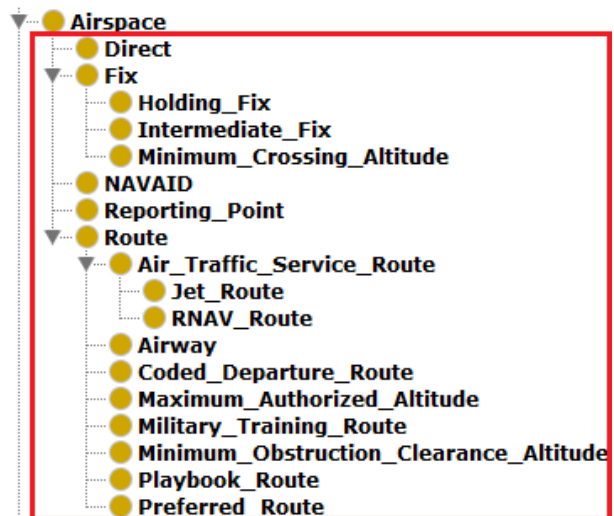 Airspace
Direct
Fix
Holding_Fix
Intermediate_Fix
Minimum_Crossing_Altitude
NAVAID
Reporting_Point
Route
Air_Traffic_Service_Route
Jet_Route
RNAV_Route
Airway
Coded_Departure_Route
Maximum_Authorized_Altitude
Military_Training_Route
Minimum_Obstruction_Clearance_Altitude
Playbook_Route
Preferred_Route